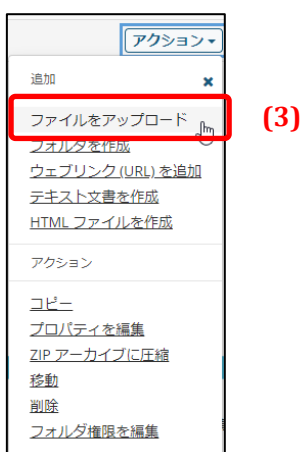 アクション
追加
ファイルをアップロード
(3)
フォルダを作成
ウェブリンク (URL) を追加
テキスト文書を作成
HTML ファイルを作成
アクション
コピー
プロパティを編集
ZIP アーカイブに圧縮
移動
削除
フォルダ権限を編集